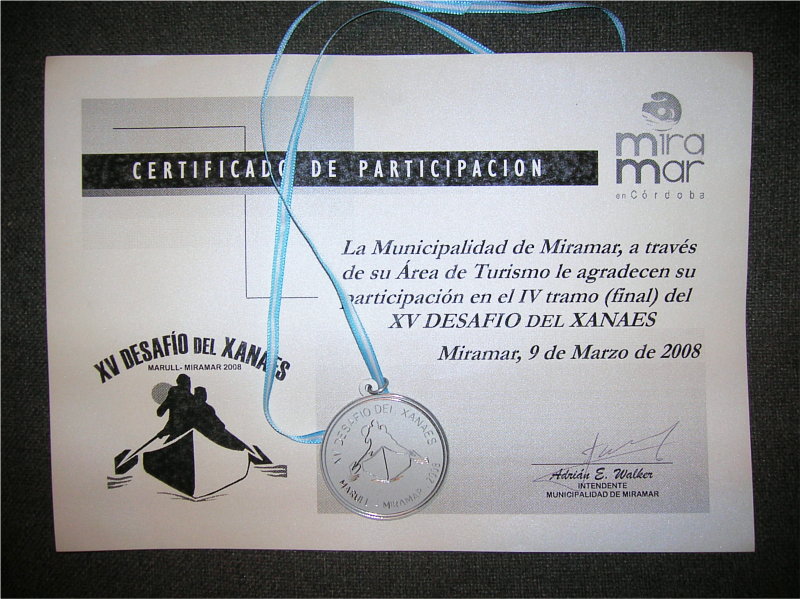 CERTIFICADO DE PARTICIPACION
mira
mar
en Córdoba
La Municipalidad de Miramar, a través
de su Área de Turismo le agradecen su
participación en el IV tramo (final) del
XV DESAFIO DEL XANAES
Miramar, 9 de Marzo de 2008
XV DESAFÍO DEL XANAES
MARULL- MIRAMAR 2008
XV DESAFIO DEL XANAES
MARULL - MIRAMAR 2008
Adrián E. Walker
INTENDENTE
MUNICIPALIDAD DE MIRAMAR